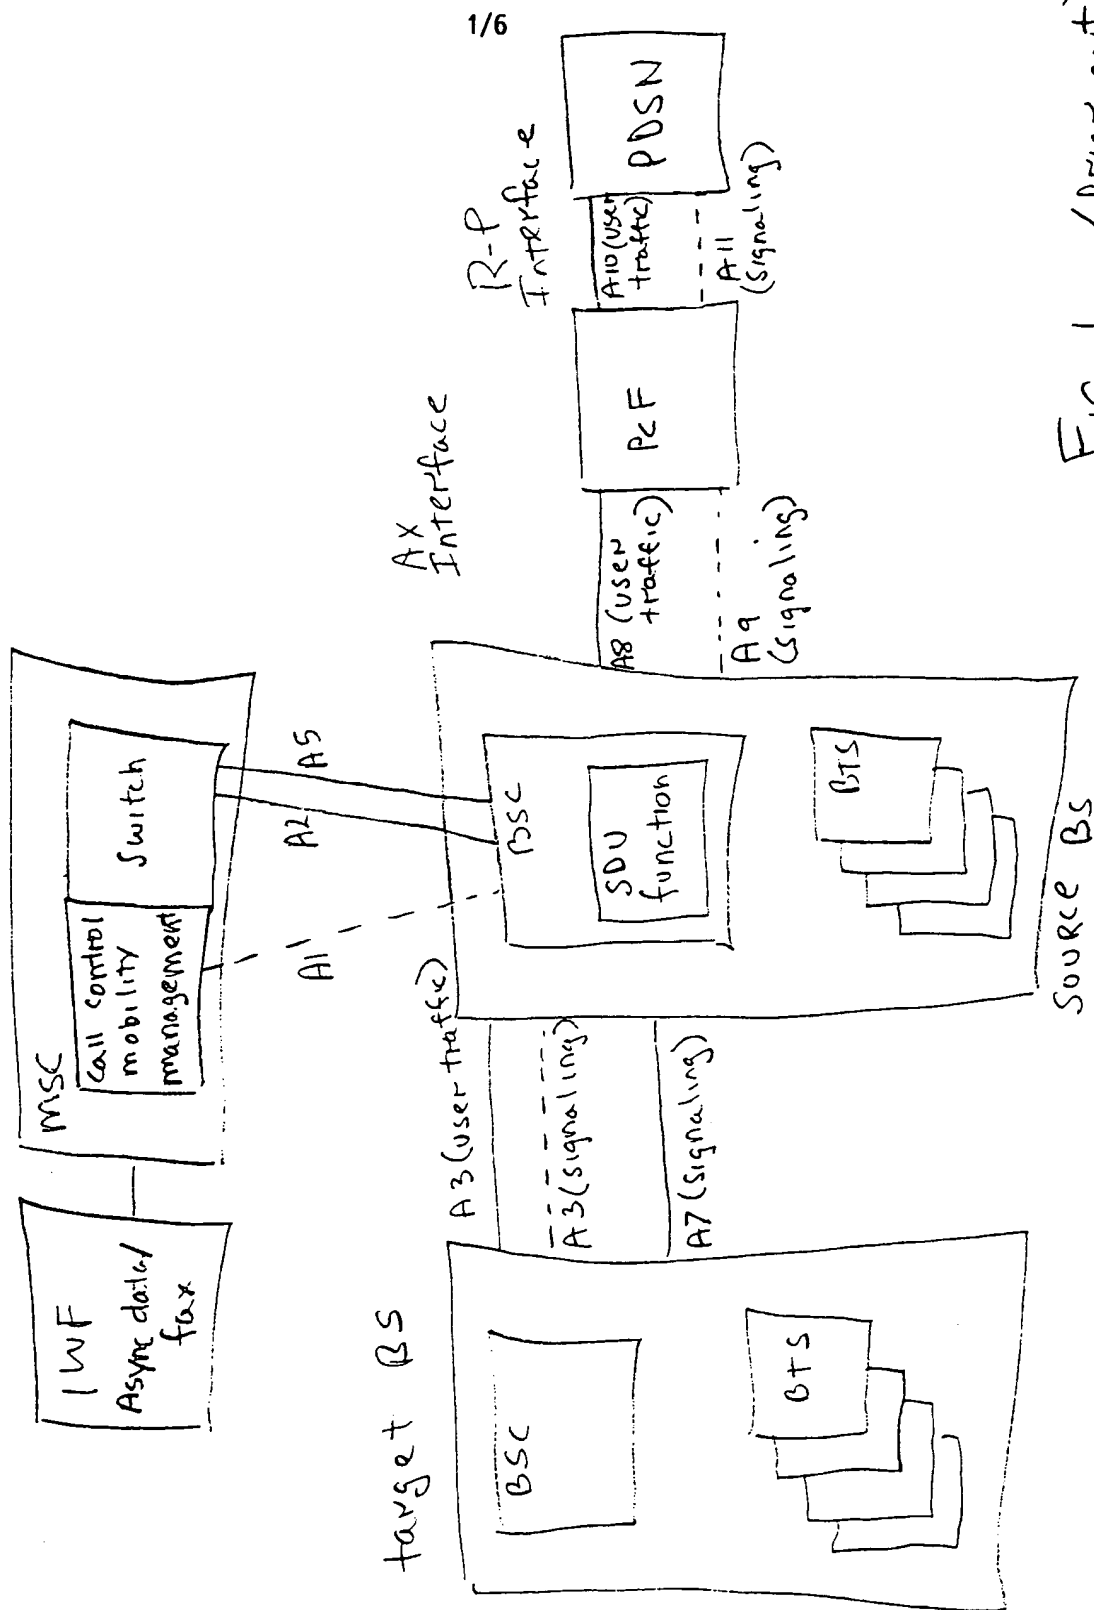 1/6
IWF
Async data/
fax
MSC
Call control
mobility
management
Switch
A1
A2
A5
target BS
BSC
BTS
A3 (user traffic)
A3 (signaling)
A7 (signaling)
BSC
SDU
function
BTS
Source BS
AX
Interface
A8 (user
traffic)
A9
(signaling)
PCF
R-P
Interface
A10 (user
traffic)
A11
(signaling)
PDSN